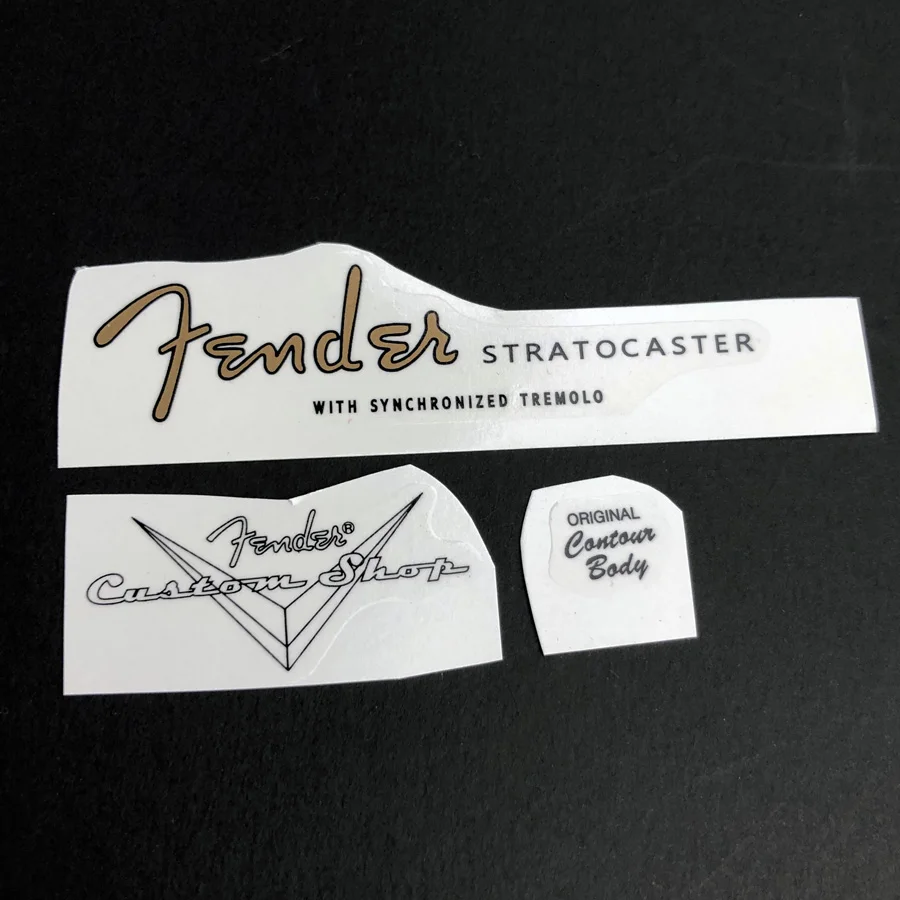 Fender STRATOCASTER
WITH SYNCHRONIZED TREMOLO
Fender®
Custom Shop
ORIGINAL
Contour
Body